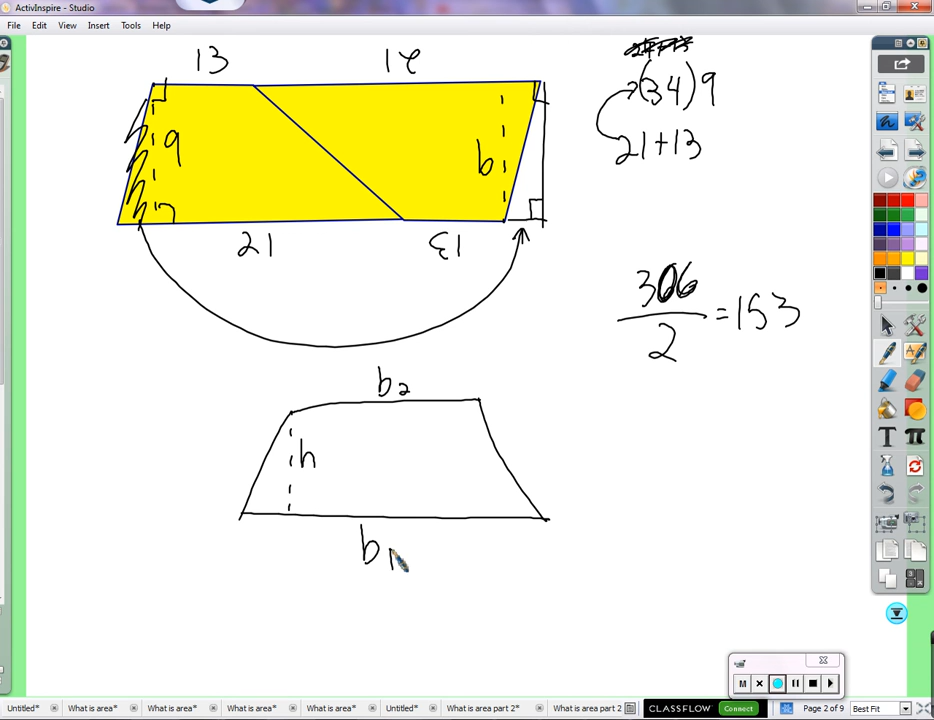 ActivInspire - Studio
File Edit View Insert Tools Help
13 21
(34)9
21+13
9 9
21 13
306
2
=153
b2
h
b1
M
Untitled* What is area* What is area* What is area* What is area* Untitled* What is area part 2* What is area part 2 CLASSFLOW Connect Page 2 of 9 Best Fit